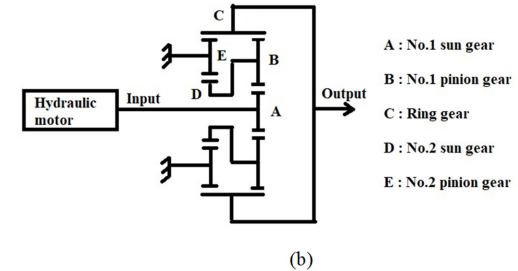 C
A : No.1 sun gear
E
B
B : No.1 pinion gear
D
Hydraulic
motor
Input
A
Output
C : Ring gear
D : No.2 sun gear
E : No.2 pinion gear
(b)